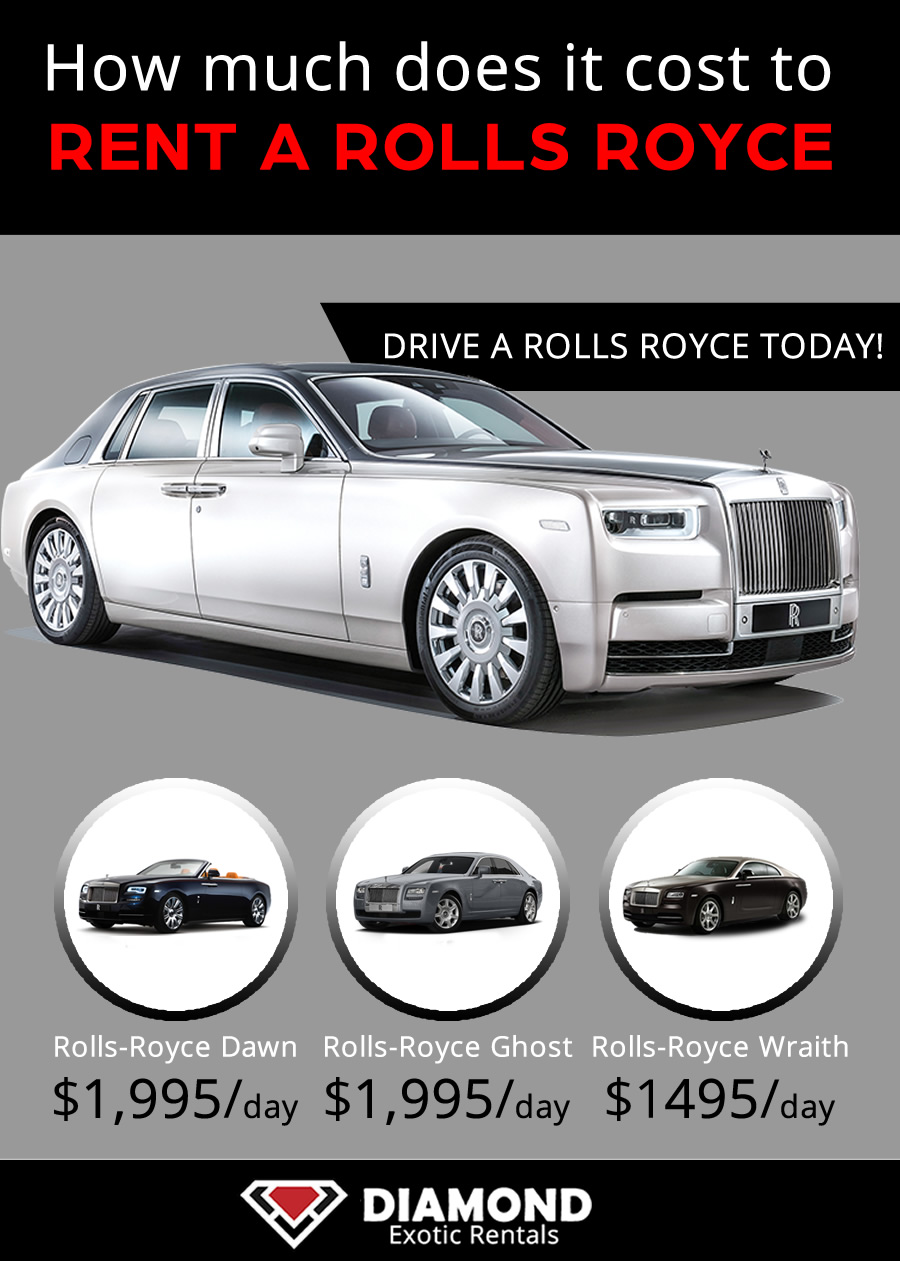 How much does it cost to
RENT A ROLLS ROYCE
DRIVE A ROLLS ROYCE TODAY!
Rolls-Royce Dawn
$1,995/day
Rolls-Royce Ghost
$1,995/day
Rolls-Royce Wraith
$1495/day
DIAMOND
Exotic Rentals